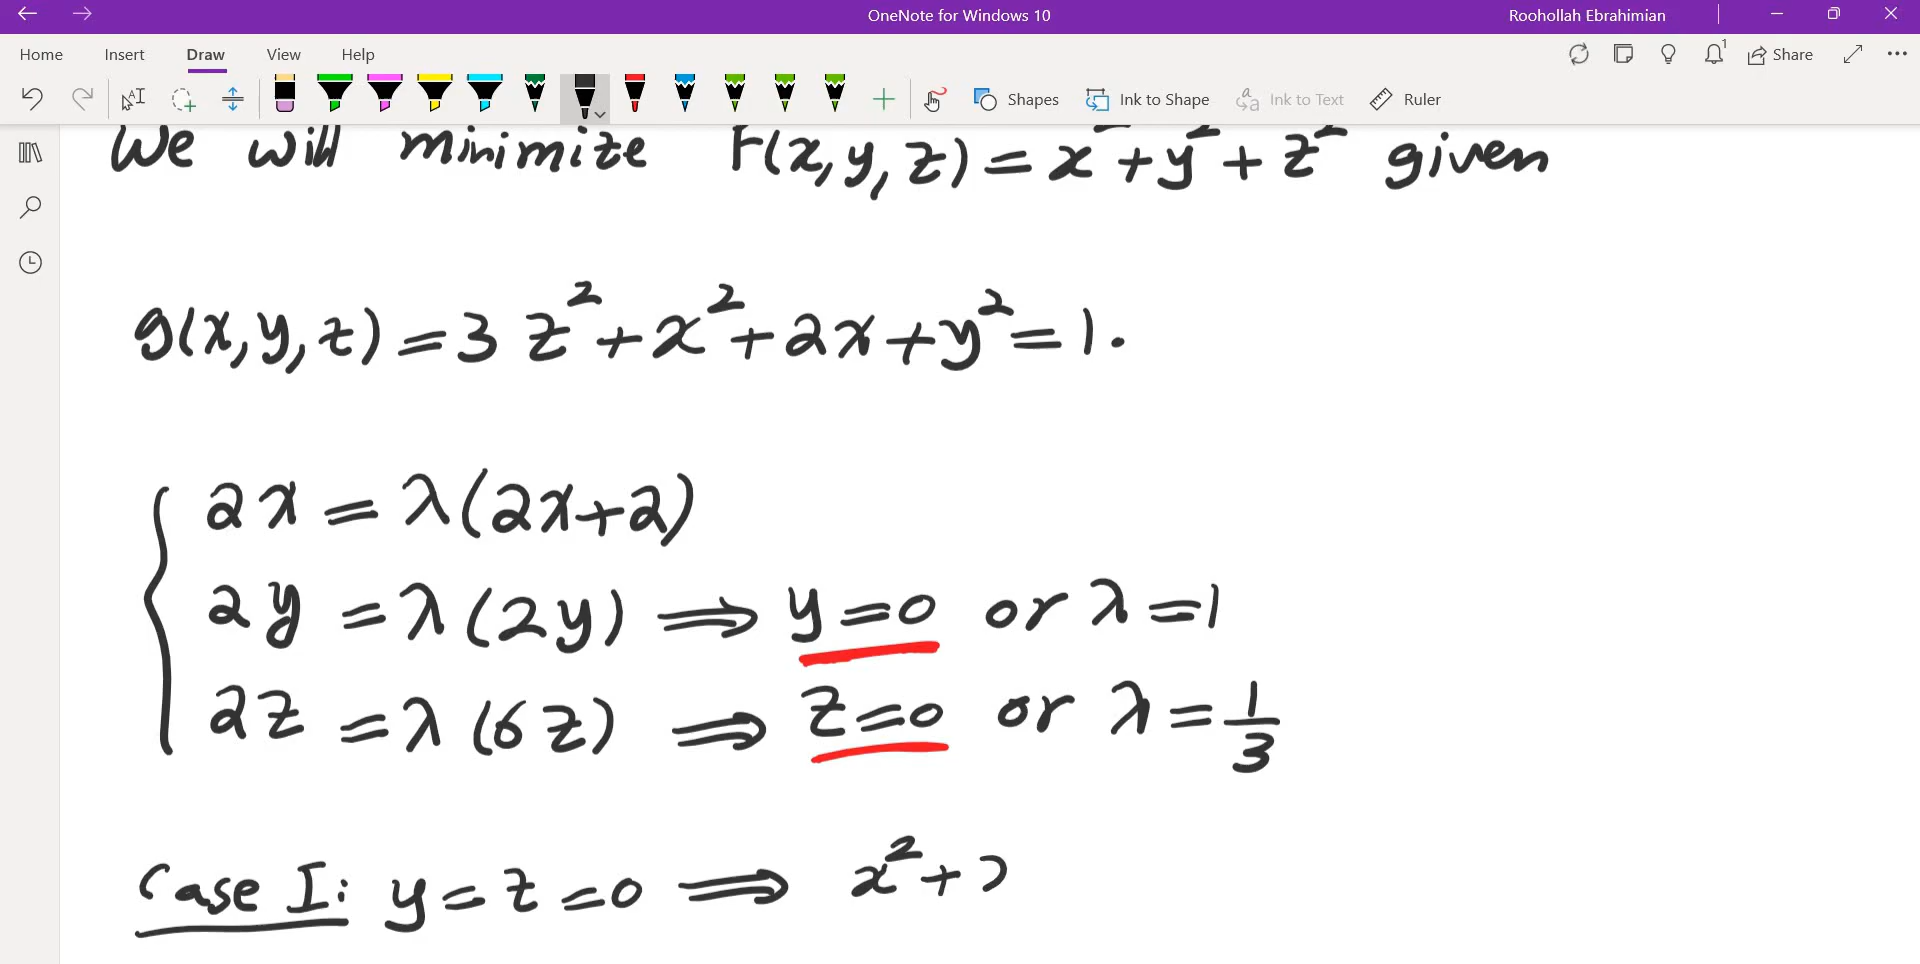 OneNote for Windows 10 Roohollah Ebrahimian
Home Insert Draw View Help 1 Share
Shapes Ink to Shape Ink to Text Ruler
We will minimize F(x,y,z)=x²+y²+z² given
g(x,y,z)=3z²+x²+2x+y²=1.
2x=λ(2x+2)
2y=λ(2y) ⟹ y=0 or λ=1
2z=λ(6z) ⟹ z=0 or λ=1/3
Case I: y=z=0 ⟹ x²+